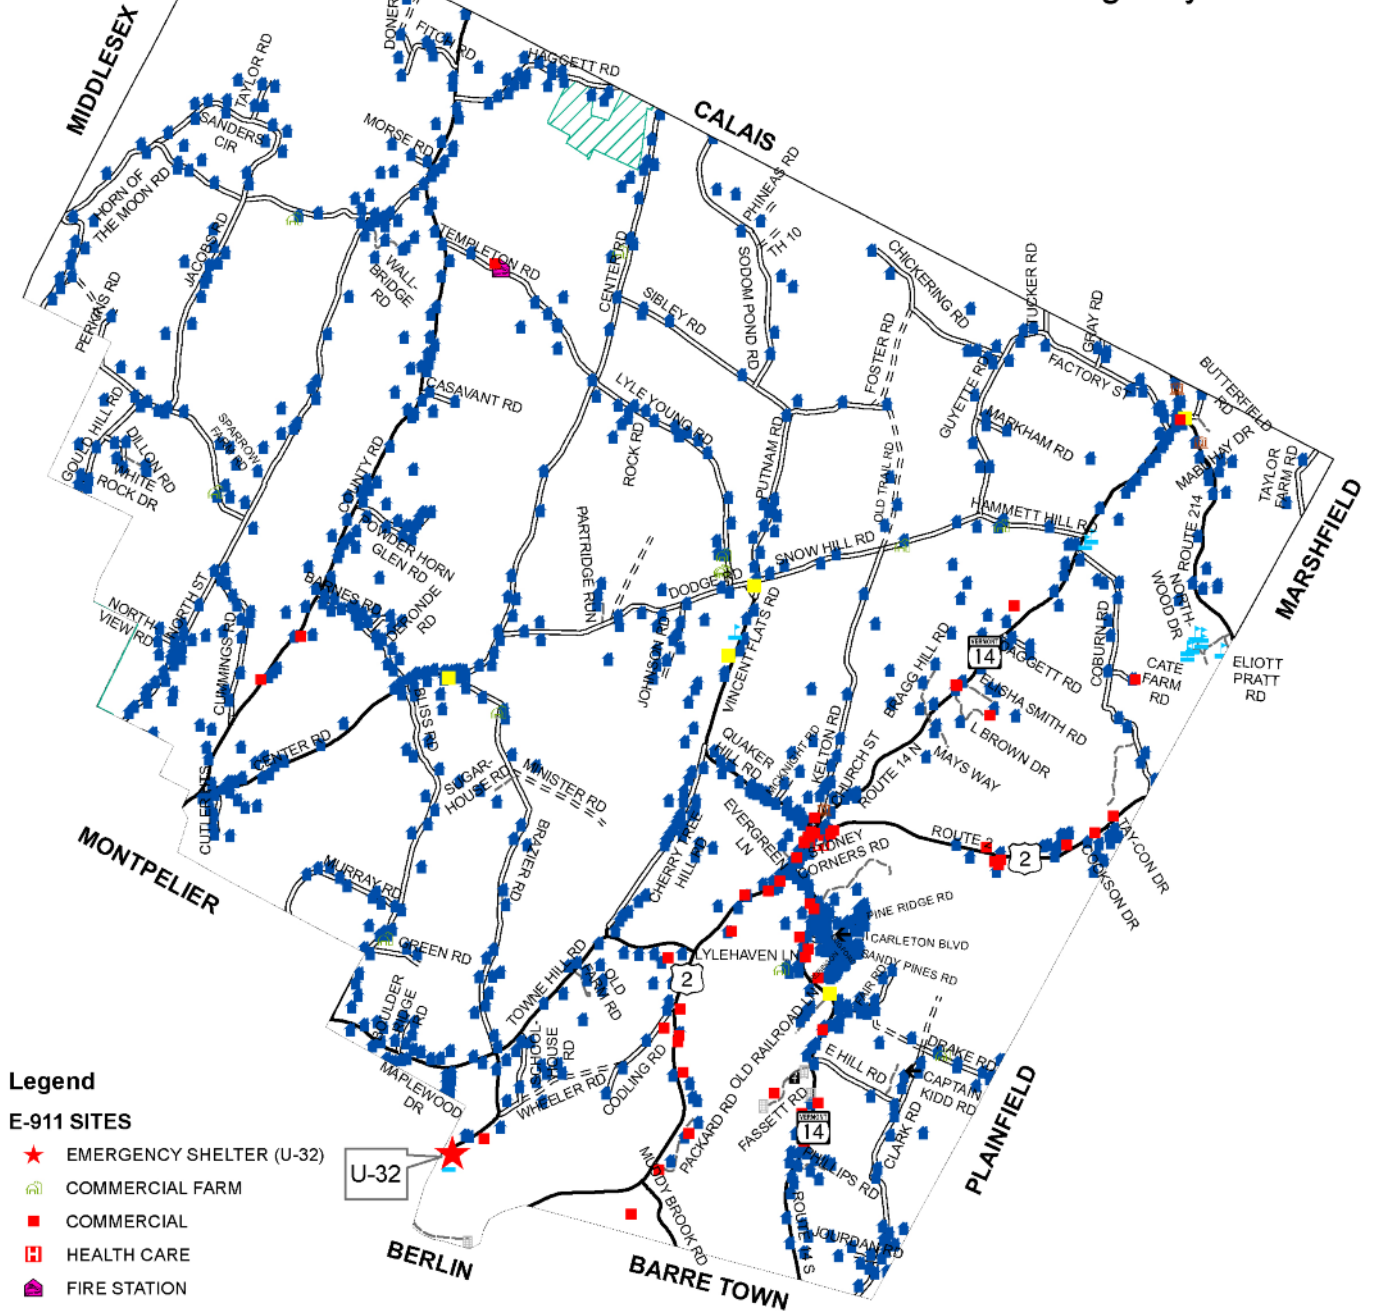 MIDDLESEX
TAYLOR RD
FITCH RD
HAGGETT RD
CALAIS
MORSE RD
SANDERS
CIR
HORN OF
THE MOON RD
JACOBS RD
PERKINS RD
WALL-
BRIDGE
RD
TEMPLETON RD
CENTER RD
SIBLEY RD
PHINEAS RD
TH 10
SODOM POND RD
CHICKERING RD
FOSTER RD
TUCKER RD
GRAY RD
FACTORY ST
BUTTERFIELD
RD
GUYETTE RD
MARKHAM RD
MABUHAY DR
TAYLOR
FARM RD
MARSHFIELD
CASAVANT RD
LYLE YOUNG RD
ROCK RD
PUTNAM RD
OLD TRAIL RD
HAMMETT HILL RD
ROUTE 214
GOULD HILL RD
DILLON RD
WHITE
ROCK DR
SPARROW
FARM RD
COUNTY RD
POWDER HORN
GLEN RD
PARTRIDGE RUN
SNOW HILL RD
DODGE RD
NORTH-
WOOD DR
NORTH
VIEW RD
NORTH ST
BARNES RD
DERONDE
RD
CUMMINGS RD
JOHNSON RD
VINCENT FLATS RD
BRAGG HILL RD
VERMONT
14
HAGGETT RD
COBURN RD
CATE
FARM
RD
ELIOTT
PRATT
RD
ELISHA SMITH RD
L BROWN DR
MAYS WAY
BLISS RD
CENTER RD
CUTLER HTS
SUGAR-
HOUSE RD
MINISTER RD
QUAKER
HILL RD
MCKNIGHT RD
KELTON RD
CHURCH ST
ROUTE 14 N
EVERGREEN
LN
STONEY
CORNERS RD
ROUTE 2
2
TAY-CON DR
COOKSON DR
MONTPELIER
MURRAY RD
BRAZIER RD
CHERRY TREE
HILL RD
PINE RIDGE RD
CARLETON BLVD
SANDY PINES RD
GREEN RD
LYLEHAVEN LN
2
FAIR RD
TOWNE HILL RD
OLD
FARM RD
BOULDER
RIDGE
RD
SCHOOL-
HOUSE
RD
OLD RAILROAD LN
E HILL RD
DRAKE RD
CAPTAIN
KIDD RD
PLAINFIELD
MAPLEWOOD
DR
WHEELER RD
CODLING RD
PACKARD RD
FASSETT RD
VERMONT
14
CLARK RD
PHILLIPS RD
MUDDY BROOK RD
ROUTE 14 S
JOURDAN RD
U-32
BERLIN
BARRE TOWN
Legend
E-911 SITES
EMERGENCY SHELTER (U-32)
COMMERCIAL FARM
COMMERCIAL
H HEALTH CARE
FIRE STATION